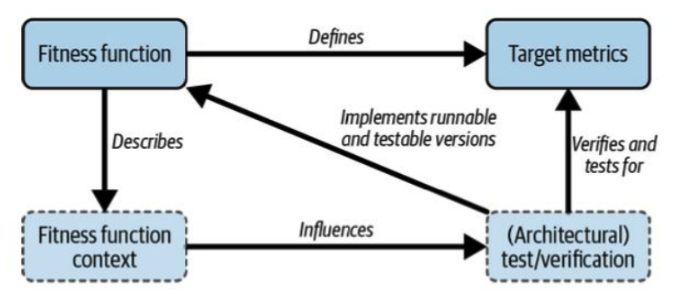 Defines
Fitness function
Target metrics
Implements runnable
and testable versions
Describes
Verifies and
tests for
Fitness function
context
Influences
(Architectural)
test/verification